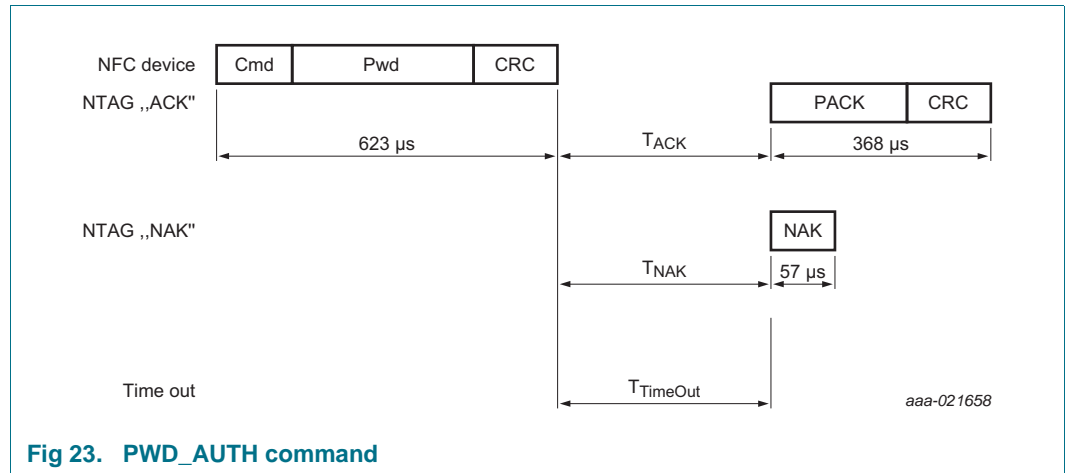 NFC device Cmd Pwd CRC
NTAG ,,ACK" PACK CRC
623 µs TACK 368 µs
NTAG ,,NAK" NAK
TNAK 57 µs
Time out TTimeOut aaa-021658
Fig 23. PWD_AUTH command